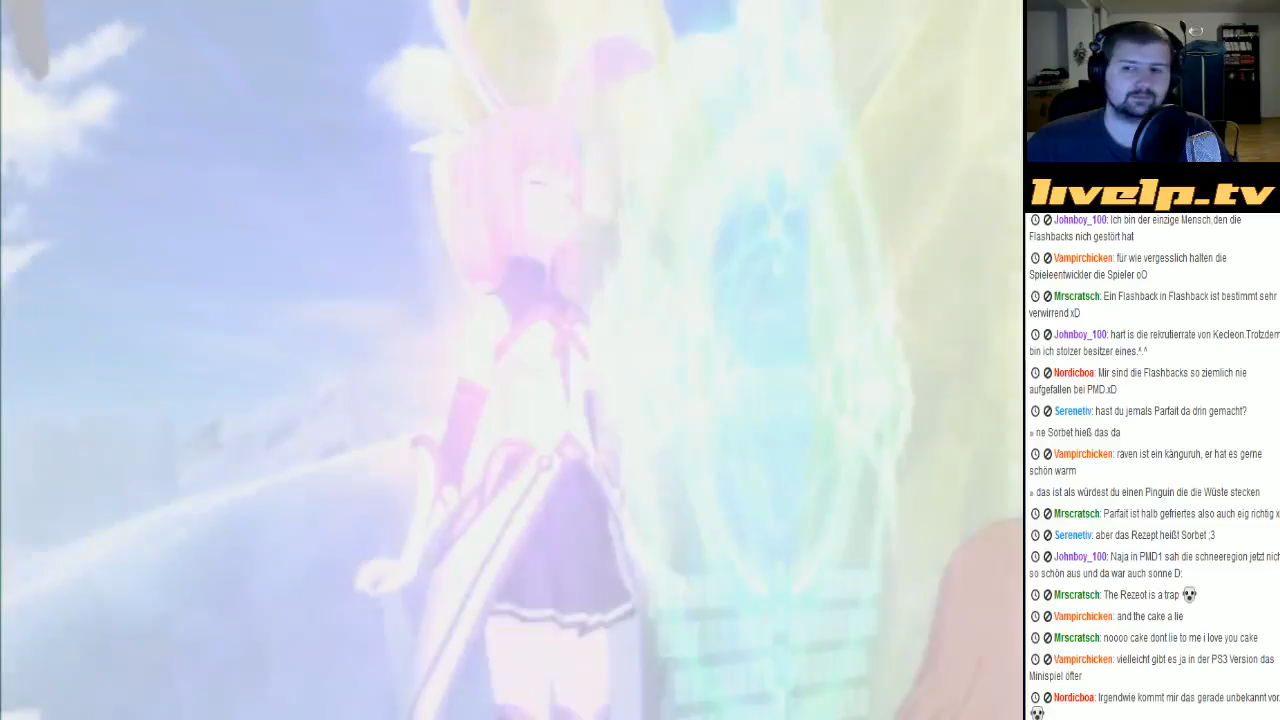 livelp.tv
Johnboy_100: Ich bin der einzige Mensch,den die
Flashbacks nich gestört hat
Vampirchicken: für wie vergesslich halten die
Spieleentwickler die Spieler oO
Mrscratsch: Ein Flashback in Flashback ist bestimmt sehr
verwirrend xD
Johnboy_100: hart is die rekrutierrate von Kecleon.Trotzdem
bin ich stolzer besitzer eines.^.^
Nordicboa: Mir sind die Flashbacks so ziemlich nie
aufgefallen bei PMD.xD
Serenetiv: hast du jemals Parfait da drin gemacht?
» ne Sorbet hieß das da
Vampirchicken: raven ist ein känguruh, er hat es gerne
schön warm
» das ist als würdest du einen Pinguin die die Wüste stecken
Mrscratsch: Parfait ist halb gefriertes also auch eig richtig x
Serenetiv: aber das Rezept heißt Sorbet ;3
Johnboy_100: Naja in PMD1 sah die schneeregion jetzt nich
so schön aus und da war auch sonne D:
Mrscratsch: The Rezeot is a trap
Vampirchicken: and the cake a lie
Mrscratsch: noooo cake dont lie to me i love you cake
Vampirchicken: vielleicht gibt es ja in der PS3 Version das
Minispiel öfter
Nordicboa: Irgendwie kommt mir das gerade unbekannt vor.